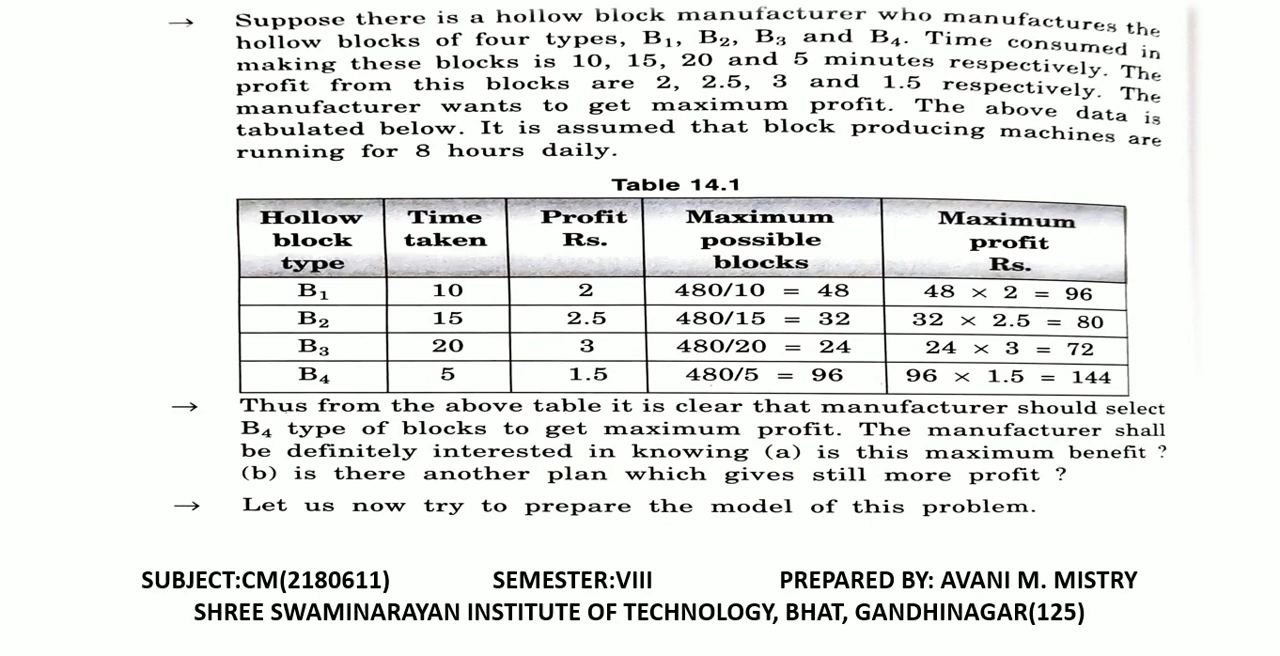 → Suppose there is a hollow block manufacturer who manufactures the
hollow blocks of four types, B₁, B₂, B₃ and B₄. Time consumed in
making these blocks is 10, 15, 20 and 5 minutes respectively. The
profit from this blocks are 2, 2.5, 3 and 1.5 respectively. The
manufacturer wants to get maximum profit. The above data is
tabulated below. It is assumed that block producing machines are
running for 8 hours daily.
Table 14.1
Hollow block type | Time taken | Profit Rs. | Maximum possible blocks | Maximum profit Rs.
B₁ | 10 | 2 | 480/10 = 48 | 48 × 2 = 96
B₂ | 15 | 2.5 | 480/15 = 32 | 32 × 2.5 = 80
B₃ | 20 | 3 | 480/20 = 24 | 24 × 3 = 72
B₄ | 5 | 1.5 | 480/5 = 96 | 96 × 1.5 = 144
→ Thus from the above table it is clear that manufacturer should select
B₄ type of blocks to get maximum profit. The manufacturer shall
be definitely interested in knowing (a) is this maximum benefit ?
(b) is there another plan which gives still more profit ?
→ Let us now try to prepare the model of this problem.
SUBJECT:CM(2180611) SEMESTER:VIII PREPARED BY: AVANI M. MISTRY
SHREE SWAMINARAYAN INSTITUTE OF TECHNOLOGY, BHAT, GANDHINAGAR(125)